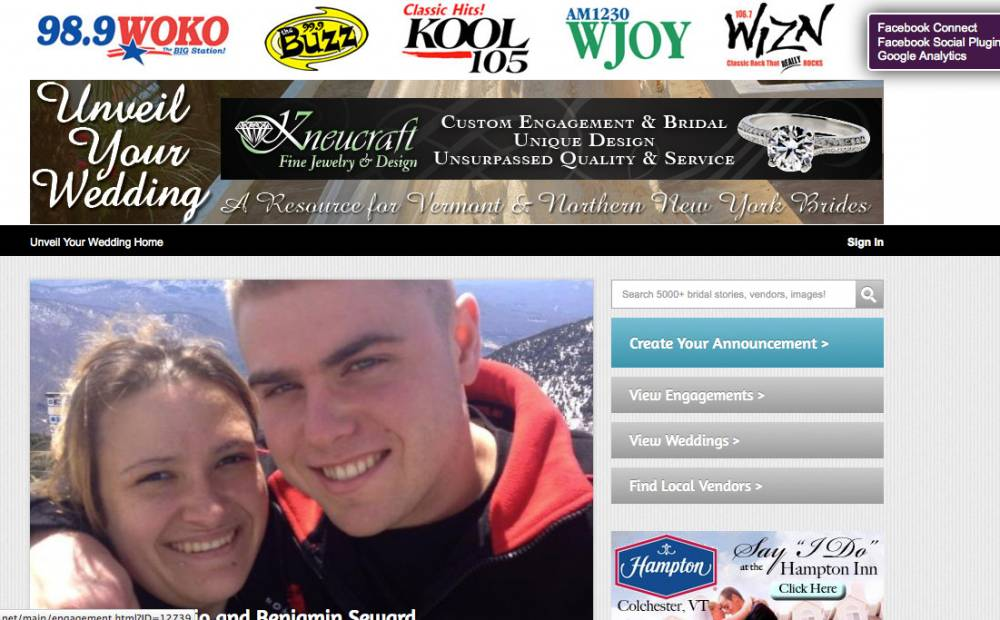 98.9 WOKO
The BIG Station!
the 99.9
BUZZ
Classic Hits!
KOOL
105
AM1230
WJOY
106.7
WIZN
Classic Rock That REALLY ROCKS
Facebook Connect
Facebook Social Plugin
Google Analytics
Unveil
Your
Wedding
Kneucraft
Fine Jewelry & Design
Custom Engagement & Bridal
Unique Design
Unsurpassed Quality & Service
A Resource for Vermont & Northern New York Brides
Unveil Your Wedding Home
Sign In
Search 5000+ bridal stories, vendors, images!
Create Your Announcement >
View Engagements >
View Weddings >
Find Local Vendors >
Hampton
Colchester, VT
Say "I Do"
at the Hampton Inn
Click Here
and Benjamin Seward
.net/main/engagement.html?ID=12739